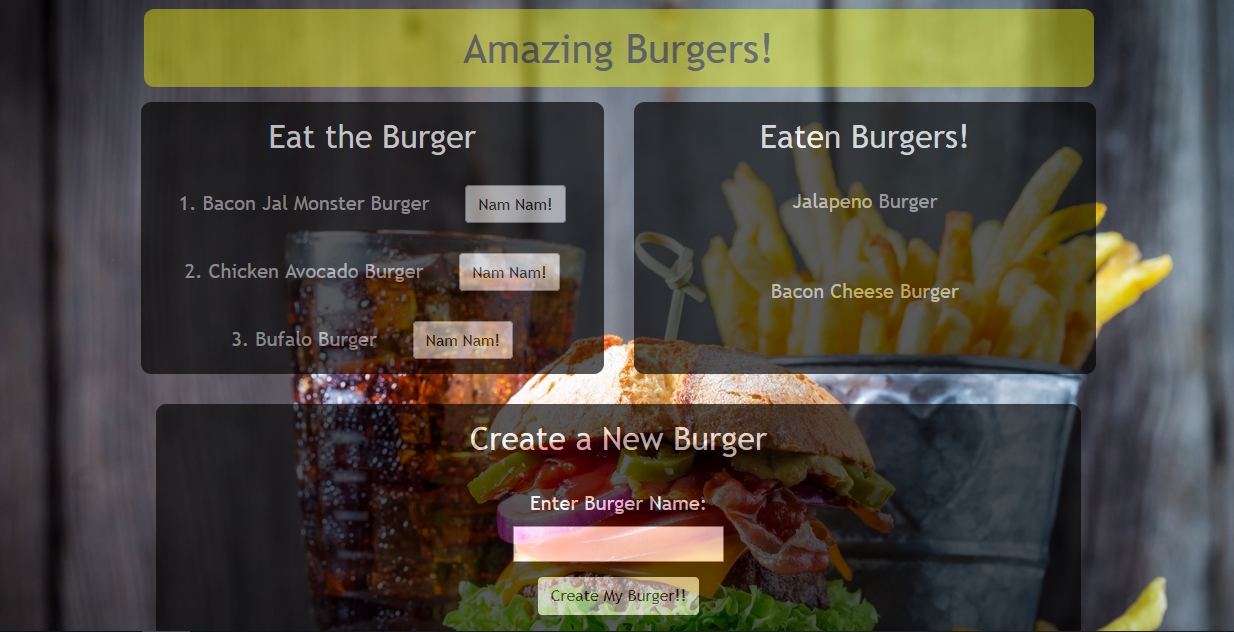 Amazing Burgers!
Eat the Burger
1. Bacon Jal Monster Burger
Nam Nam!
2. Chicken Avocado Burger
Nam Nam!
3. Bufalo Burger
Nam Nam!
Eaten Burgers!
Jalapeno Burger
Bacon Cheese Burger
Create a New Burger
Enter Burger Name:
Create My Burger!!